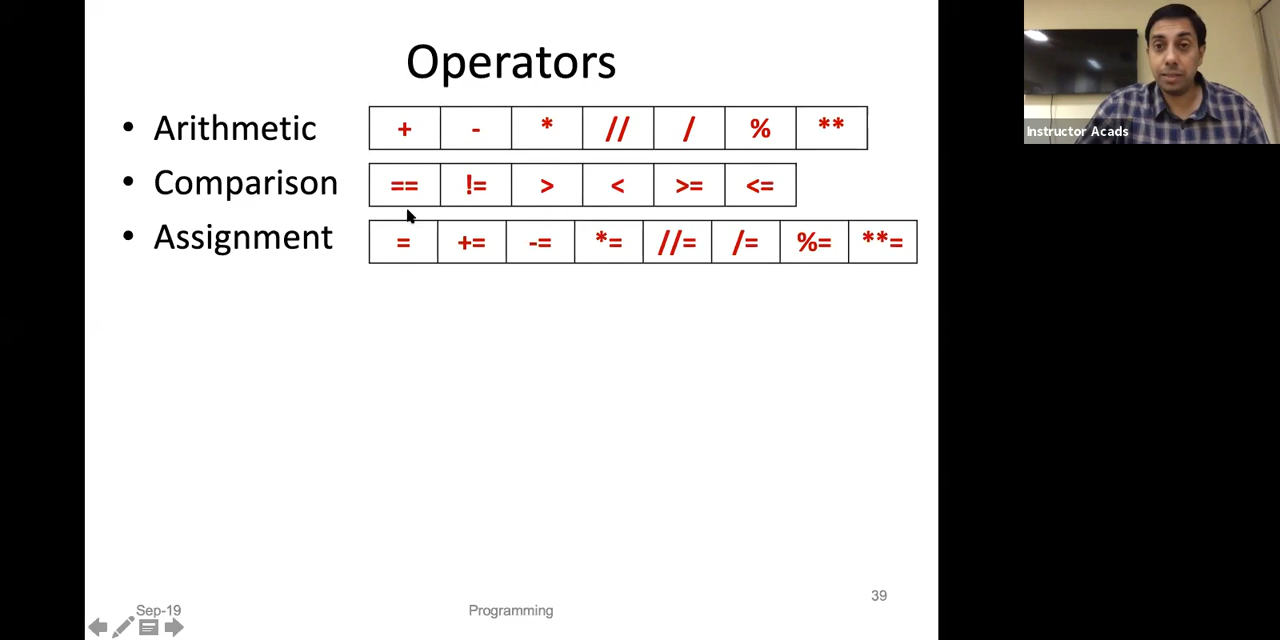 Operators
• Arithmetic + - * // / % **
• Comparison == != > < >= <=
• Assignment = += -= *= //= /= %= **=
Sep-19 Programming 39
Instructor Acads